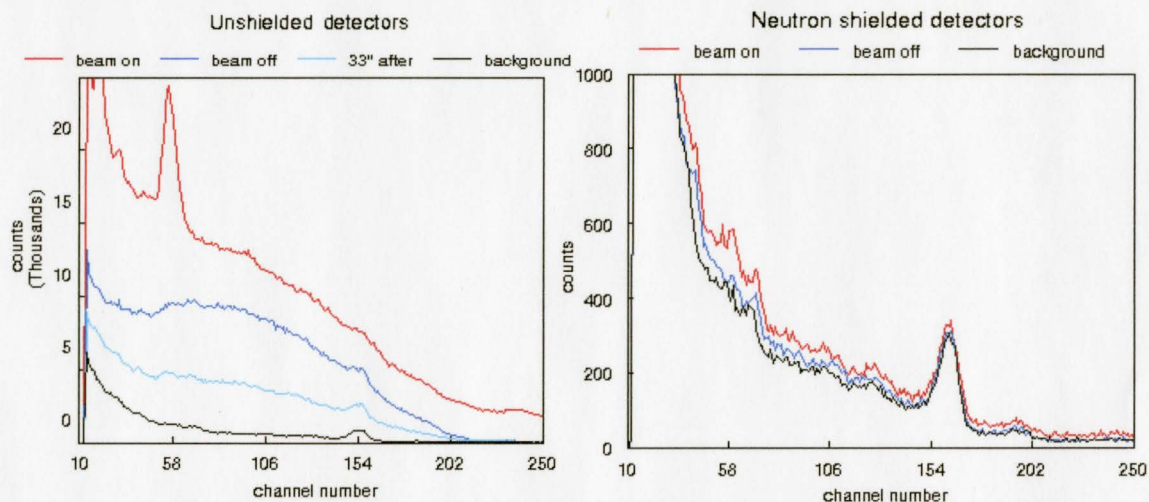 Unshielded detectors
beam on beam off 33" after background
20
15
10
5
0
counts
(Thousands)
10 58 106 154 202 250
channel number
Neutron shielded detectors
beam on beam off background
1000
800
600
400
200
0
counts
10 58 106 154 202 250
channel number